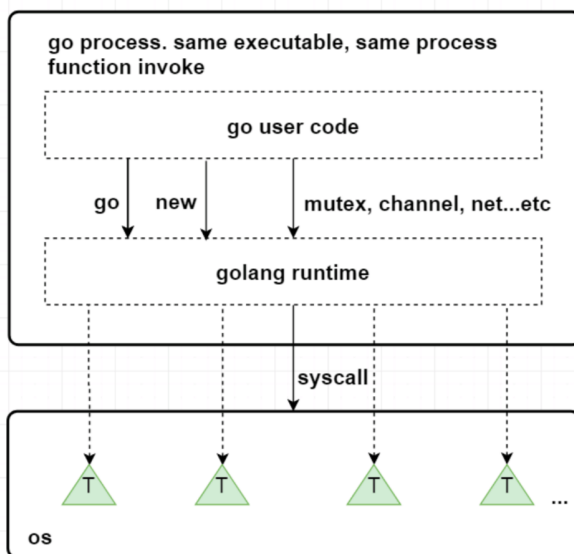 go process. same executable, same process
function invoke
go user code
go
new
mutex, channel, net...etc
golang runtime
syscall
T
T
T
T
...
os